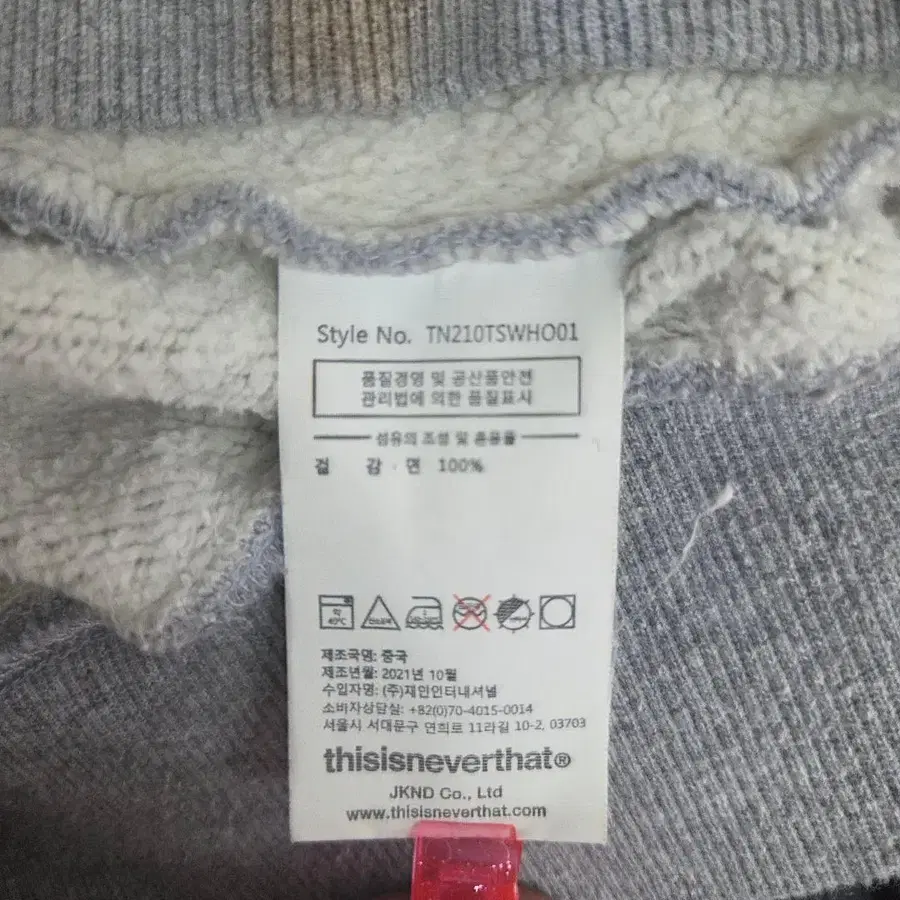 Style No. TN210TSWHO01
품질경영 및 공산품안전
관리법에 의한 품질표시
섬유의 조성 및 혼용율
겉 감 · 면 100%
약 40℃
제조국명: 중국
제조년월: 2021년 10월
수입자명: (주)재인인터내셔널
소비자상담실: +82(0)70-4015-0014
서울시 서대문구 연희로 11라길 10-2, 03703
thisisneverthat®
JKND Co., Ltd
www.thisisneverthat.com